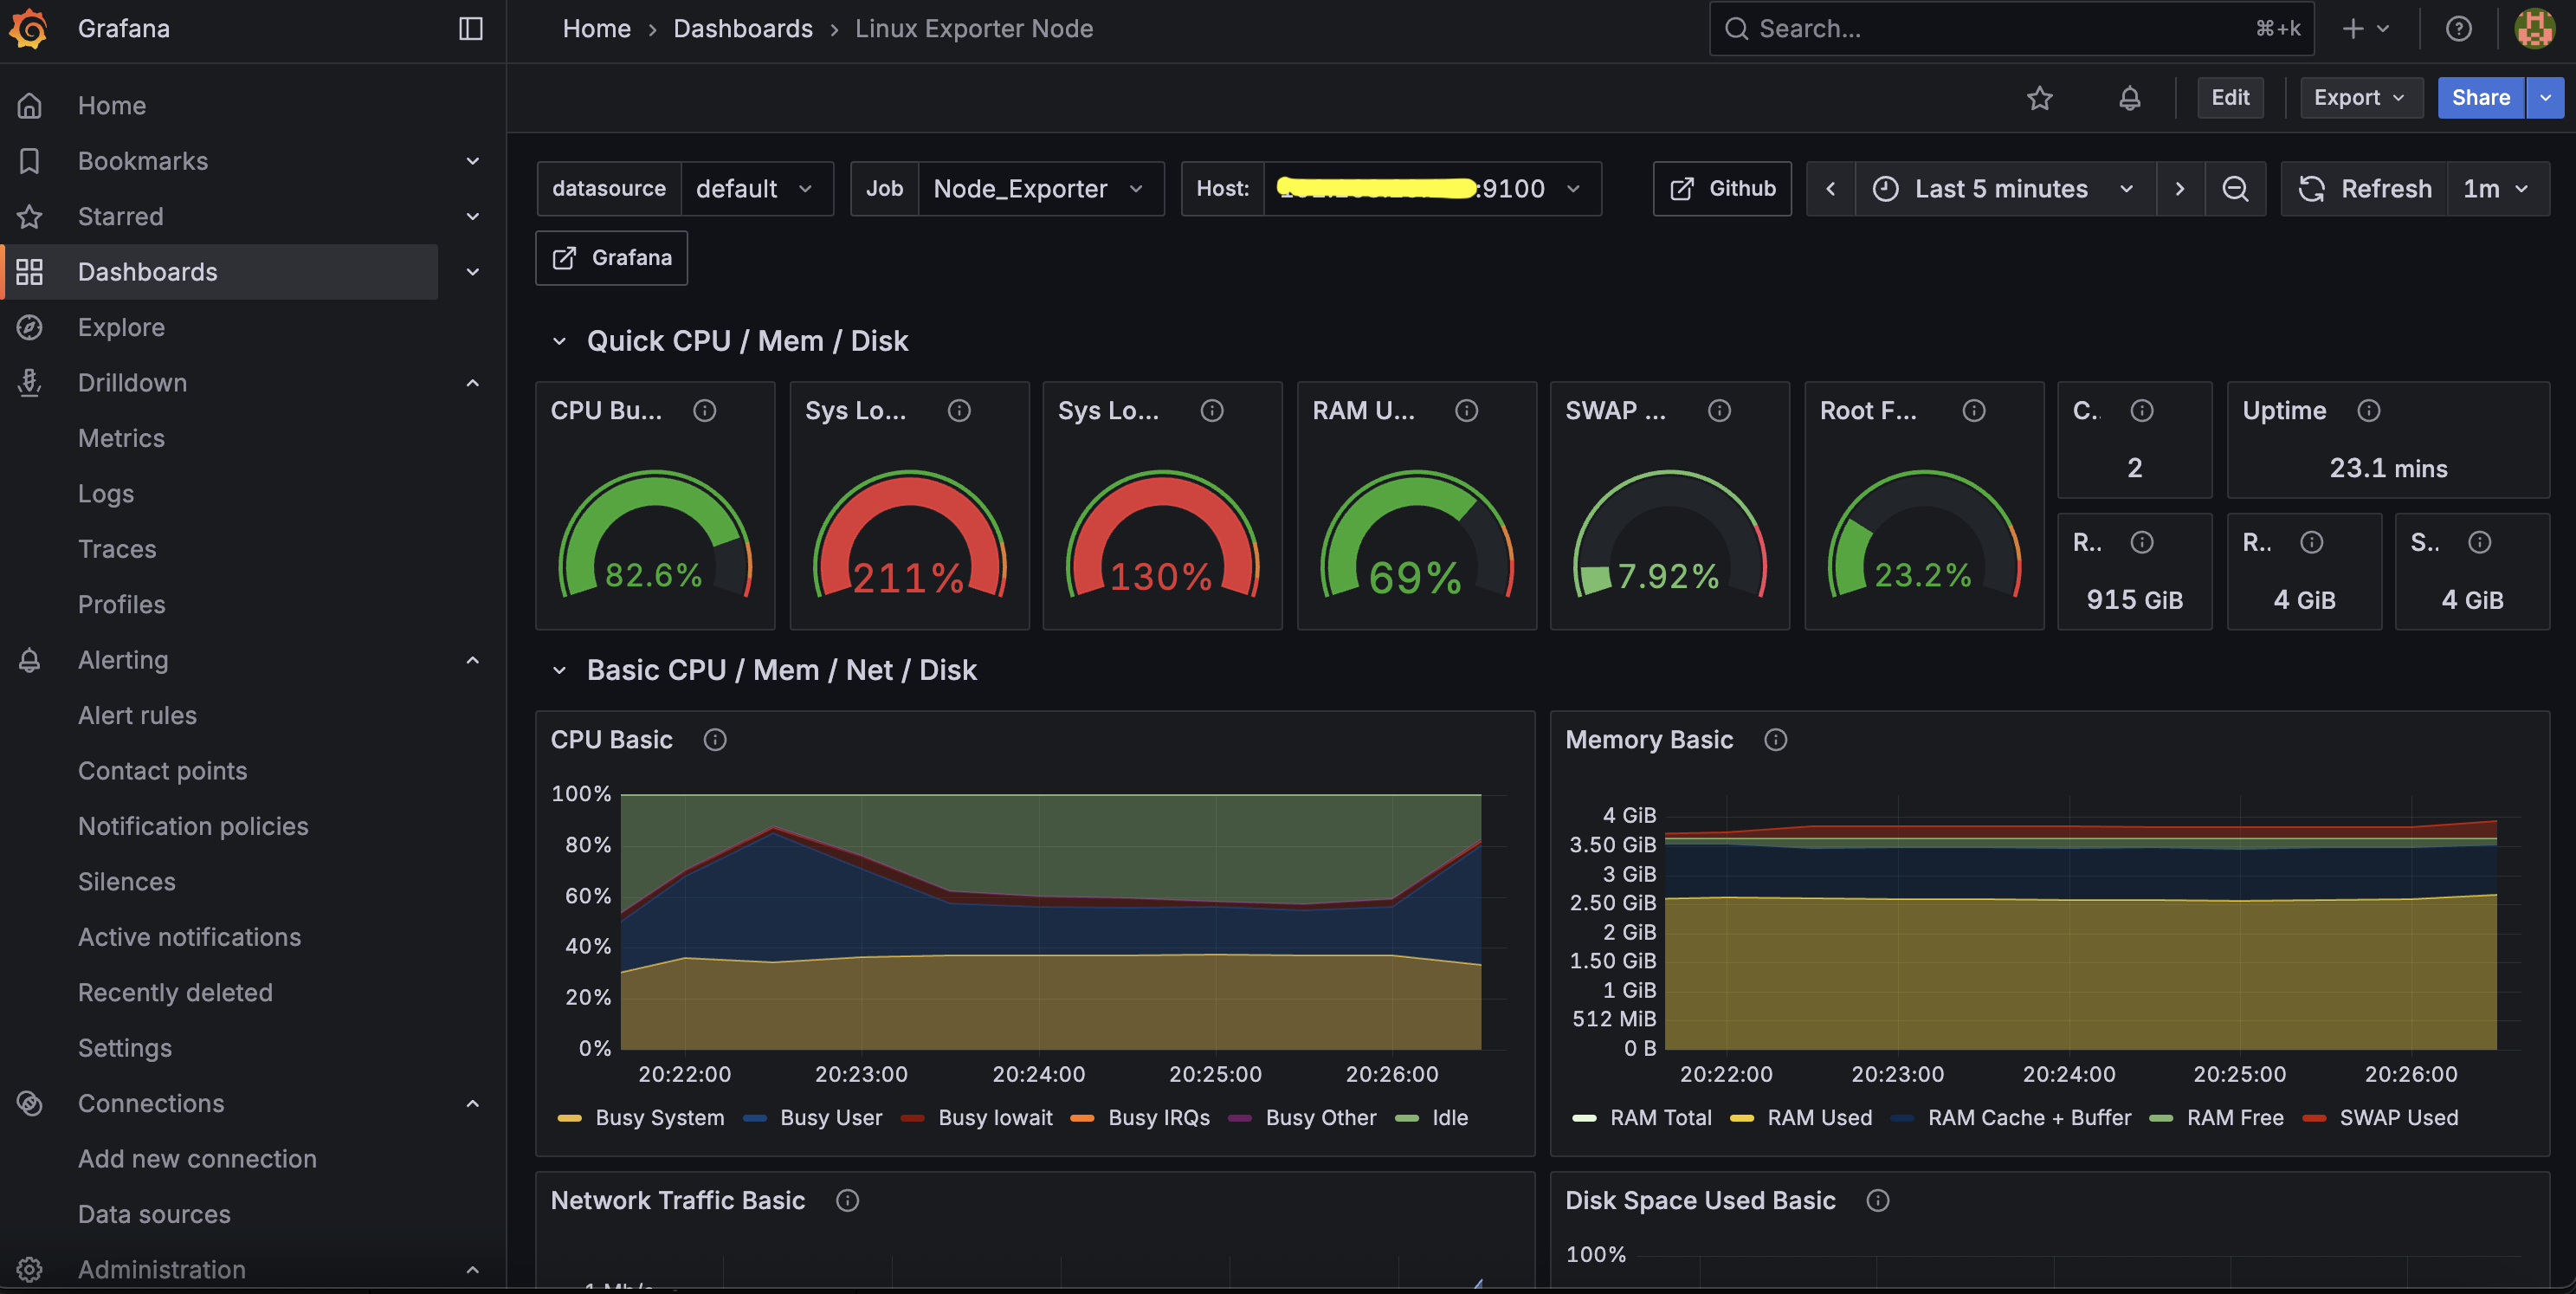 Grafana
Home › Dashboards › Linux Exporter Node
Search...
⌘+k
Edit
Export
Share
Home
Bookmarks
Starred
Dashboards
Explore
Drilldown
Metrics
Logs
Traces
Profiles
Alerting
Alert rules
Contact points
Notification policies
Silences
Active notifications
Recently deleted
Settings
Connections
Add new connection
Data sources
Administration
datasource default
Job Node_Exporter
Host: :9100
Github
Last 5 minutes
Refresh 1m
Grafana
Quick CPU / Mem / Disk
CPU Bu...
82.6%
Sys Lo...
211%
Sys Lo...
130%
RAM U...
69%
SWAP ...
7.92%
Root F...
23.2%
C..
2
Uptime
23.1 mins
R..
915 GiB
R..
4 GiB
S..
4 GiB
Basic CPU / Mem / Net / Disk
CPU Basic
100%
80%
60%
40%
20%
0%
20:22:00 20:23:00 20:24:00 20:25:00 20:26:00
Busy System Busy User Busy Iowait Busy IRQs Busy Other Idle
Memory Basic
4 GiB
3.50 GiB
3 GiB
2.50 GiB
2 GiB
1.50 GiB
1 GiB
512 MiB
0 B
20:22:00 20:23:00 20:24:00 20:25:00 20:26:00
RAM Total RAM Used RAM Cache + Buffer RAM Free SWAP Used
Network Traffic Basic
1 Mb/s
Disk Space Used Basic
100%